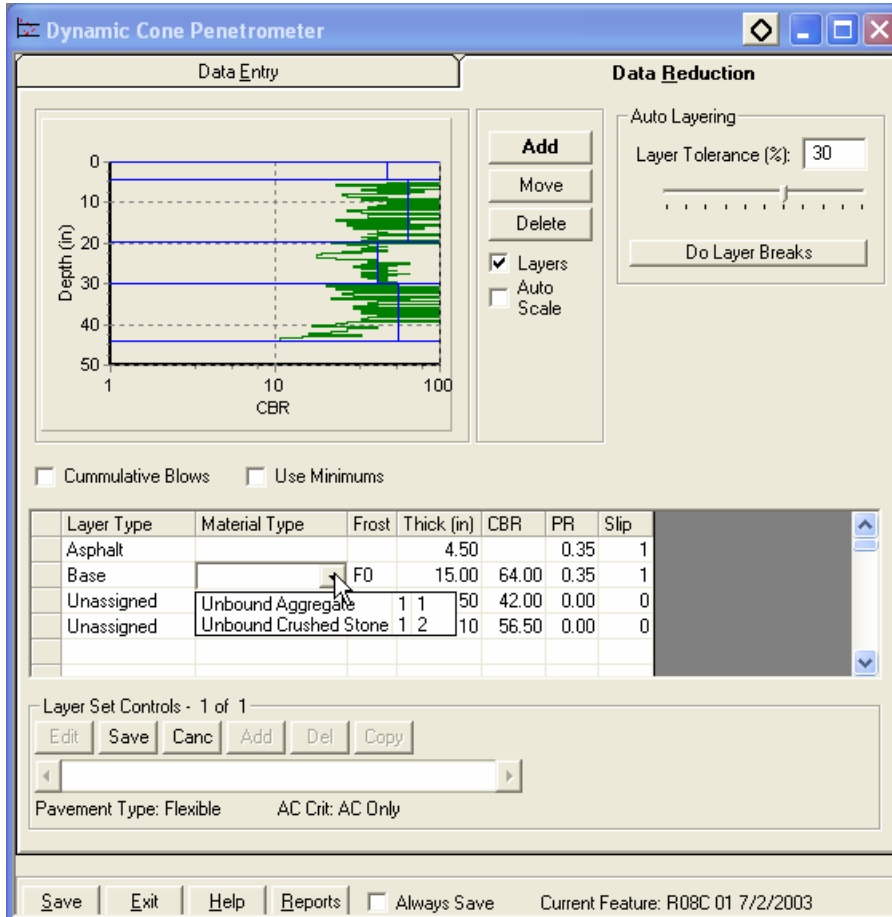 Dynamic Cone Penetrometer
Data Entry
Data Reduction
0
10
20
30
40
50
Depth (in)
1 10 100
CBR
Add
Move
Delete
Layers
Auto
Scale
Auto Layering
Layer Tolerance (%): 30
Do Layer Breaks
Cummulative Blows Use Minimums
Layer Type Material Type Frost Thick (in) CBR PR Slip
Asphalt 4.50 0.35 1
Base F0 15.00 64.00 0.35 1
Unassigned Unbound Aggregate 1 1 50 42.00 0.00 0
Unassigned Unbound Crushed Stone 1 2 10 56.50 0.00 0
Layer Set Controls - 1 of 1
Edit Save Canc Add Del Copy
Pavement Type: Flexible AC Crit: AC Only
Save Exit Help Reports Always Save Current Feature: R08C 01 7/2/2003